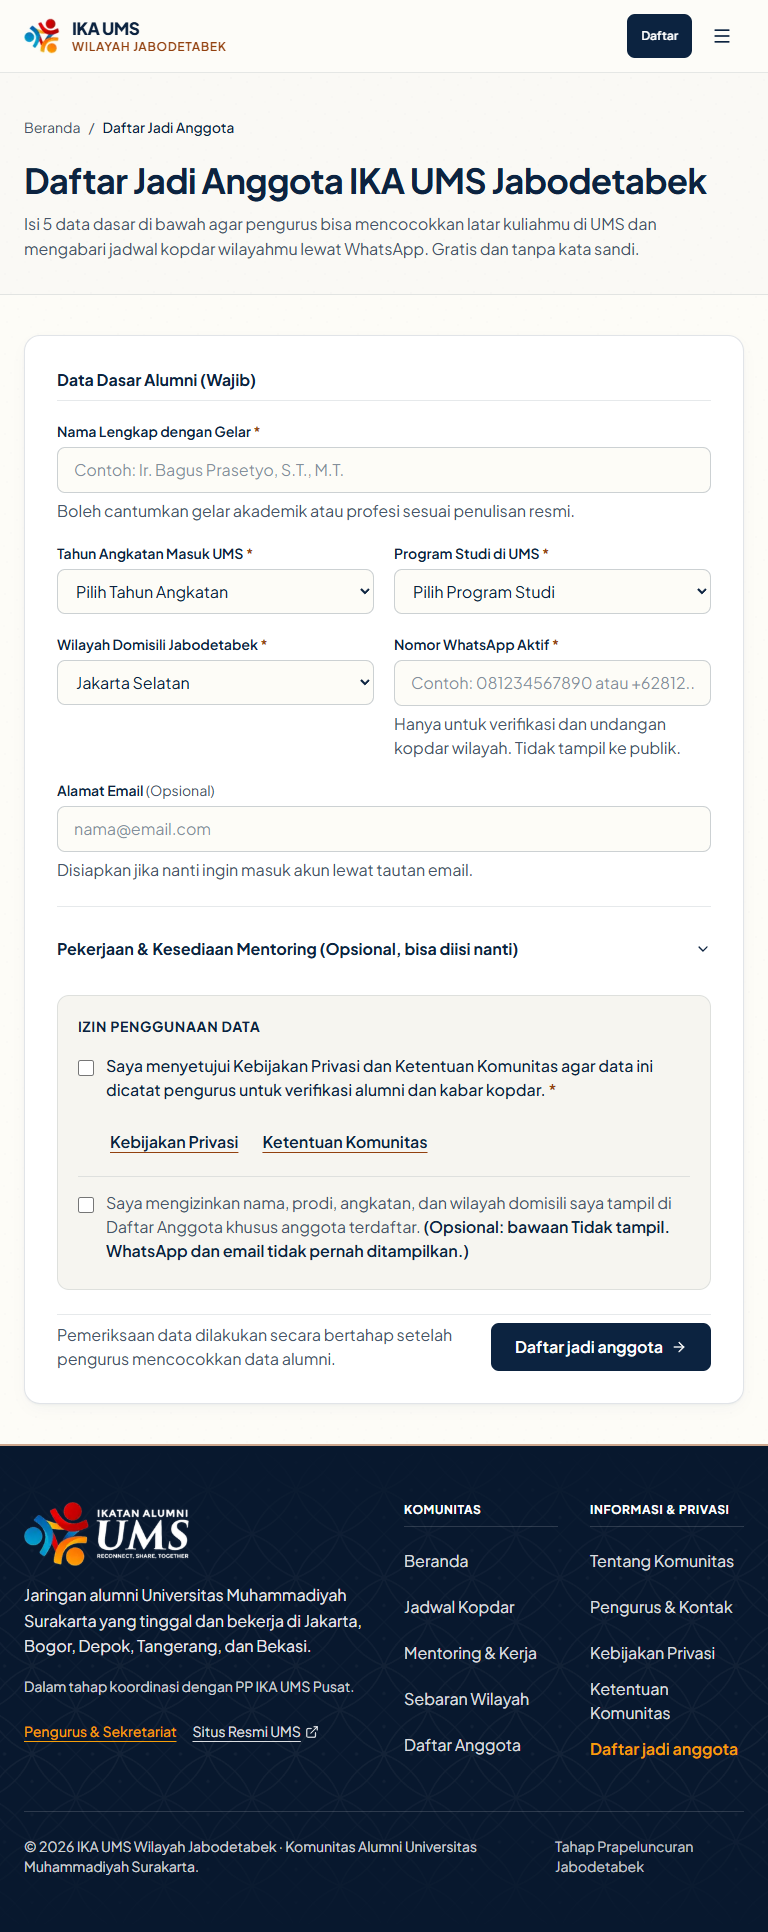 IKA UMS
WILAYAH JABODETABEK
Daftar
Beranda / Daftar Jadi Anggota
Daftar Jadi Anggota IKA UMS Jabodetabek
Isi 5 data dasar di bawah agar pengurus bisa mencocokkan latar kuliahmu di UMS dan
mengabari jadwal kopdar wilayahmu lewat WhatsApp. Gratis dan tanpa kata sandi.
Data Dasar Alumni (Wajib)
Nama Lengkap dengan Gelar *
Contoh: Ir. Bagus Prasetyo, S.T., M.T.
Boleh cantumkan gelar akademik atau profesi sesuai penulisan resmi.
Tahun Angkatan Masuk UMS *
Pilih Tahun Angkatan
Program Studi di UMS *
Pilih Program Studi
Wilayah Domisili Jabodetabek *
Jakarta Selatan
Nomor WhatsApp Aktif *
Contoh: 081234567890 atau +62812..
Hanya untuk verifikasi dan undangan
kopdar wilayah. Tidak tampil ke publik.
Alamat Email (Opsional)
nama@email.com
Disiapkan jika nanti ingin masuk akun lewat tautan email.
Pekerjaan & Kesediaan Mentoring (Opsional, bisa diisi nanti)
IZIN PENGGUNAAN DATA
Saya menyetujui Kebijakan Privasi dan Ketentuan Komunitas agar data ini
dicatat pengurus untuk verifikasi alumni dan kabar kopdar. *
Kebijakan Privasi Ketentuan Komunitas
Saya mengizinkan nama, prodi, angkatan, dan wilayah domisili saya tampil di
Daftar Anggota khusus anggota terdaftar. (Opsional: bawaan Tidak tampil.
WhatsApp dan email tidak pernah ditampilkan.)
Pemeriksaan data dilakukan secara bertahap setelah
pengurus mencocokkan data alumni.
Daftar jadi anggota →
IKATAN ALUMNI
UMS
RECONNECT. SHARE. TOGETHER
Jaringan alumni Universitas Muhammadiyah
Surakarta yang tinggal dan bekerja di Jakarta,
Bogor, Depok, Tangerang, dan Bekasi.
Dalam tahap koordinasi dengan PP IKA UMS Pusat.
Pengurus & Sekretariat Situs Resmi UMS
KOMUNITAS
Beranda
Jadwal Kopdar
Mentoring & Kerja
Sebaran Wilayah
Daftar Anggota
INFORMASI & PRIVASI
Tentang Komunitas
Pengurus & Kontak
Kebijakan Privasi
Ketentuan
Komunitas
Daftar jadi anggota
© 2026 IKA UMS Wilayah Jabodetabek · Komunitas Alumni Universitas
Muhammadiyah Surakarta.
Tahap Prapeluncuran
Jabodetabek